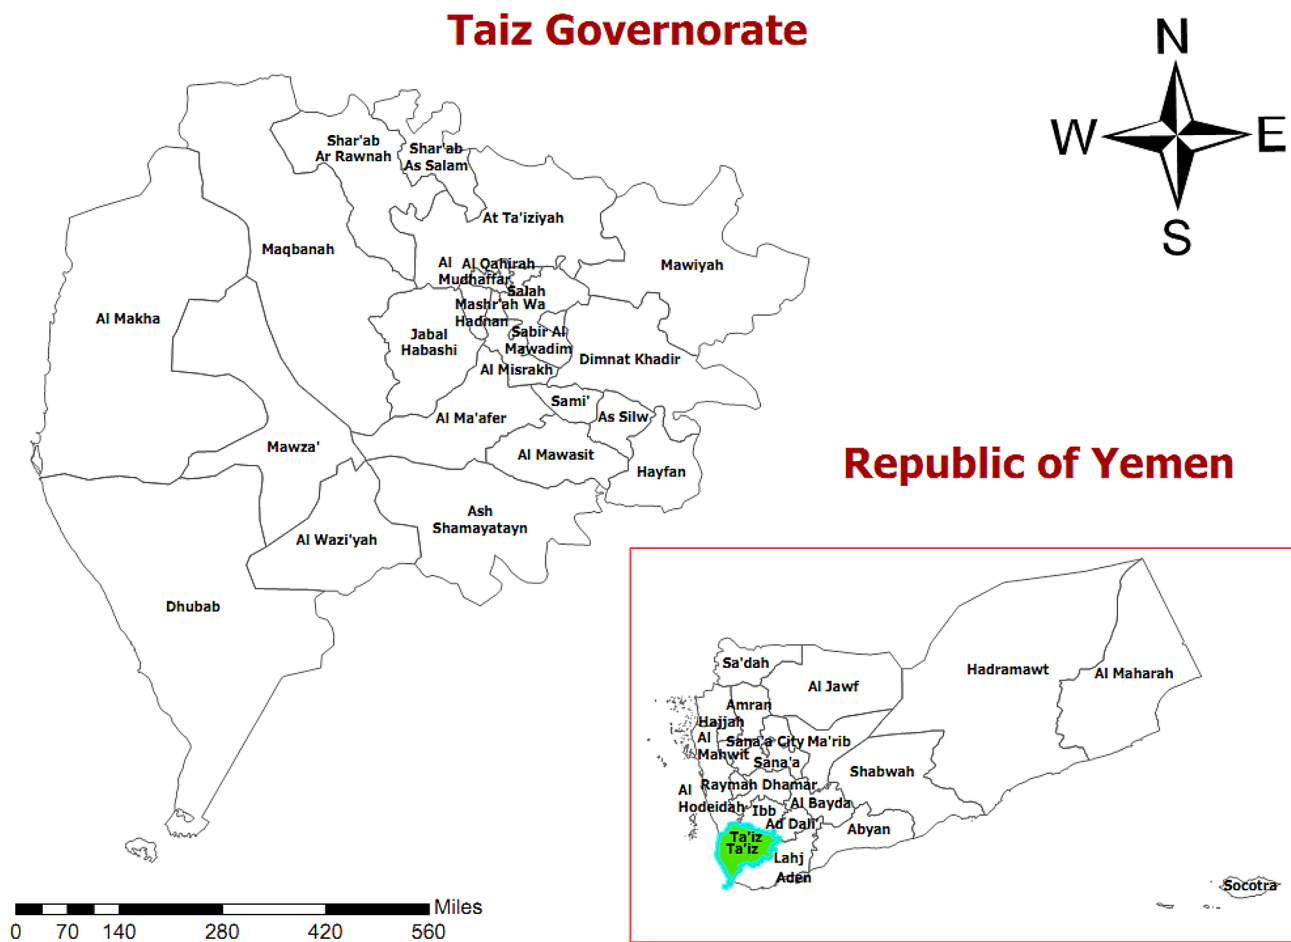 Taiz Governorate
N
W
E
S
Shar'ab
Ar Rawnah
Shar'ab
As Salam
At Ta'iziyah
Maqbanah
Mawiyah
Al
Mudhaffar
Al Qahirah
Salah
Al Makha
Mashr'ah Wa
Hadnan
Jabal
Habashi
Sabir Al
Mawadim
Dimnat Khadir
Al Misrakh
Sami'
As Silw
Al Ma'afer
Mawza'
Al Mawasit
Hayfan
Ash
Shamayatayn
Al Wazi'yah
Dhubab
Republic of Yemen
Sa'dah
Al Jawf
Hadramawt
Al Maharah
Amran
Hajjah
Al
Mahwit
Sana'a City
Ma'rib
Sana'a
Shabwah
Raymah
Dhamar
Al
Hodeidah
Ibb
Al Bayda
Ad Dali
Abyan
Ta'iz
Ta'iz
Lahj
Aden
Socotra
Miles
0 70 140 280 420 560